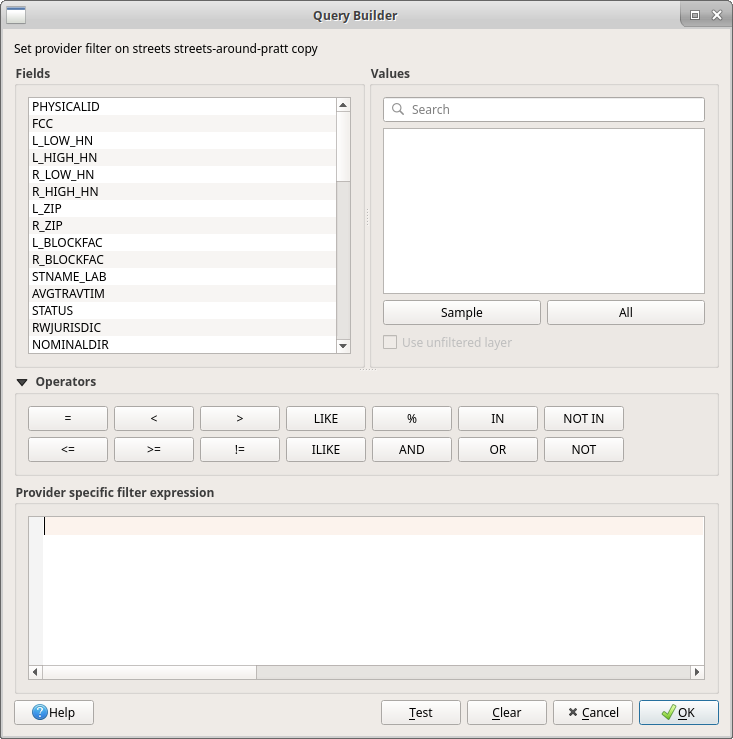 Query Builder
Set provider filter on streets streets-around-pratt copy
Fields
PHYSICALID
FCC
L_LOW_HN
L_HIGH_HN
R_LOW_HN
R_HIGH_HN
L_ZIP
R_ZIP
L_BLOCKFAC
R_BLOCKFAC
STNAME_LAB
AVGTRAVTIM
STATUS
RWJURISDIC
NOMINALDIR
Values
Search
Sample All
Use unfiltered layer
Operators
= < > LIKE % IN NOT IN
<= >= != ILIKE AND OR NOT
Provider specific filter expression
Help Test Clear Cancel OK